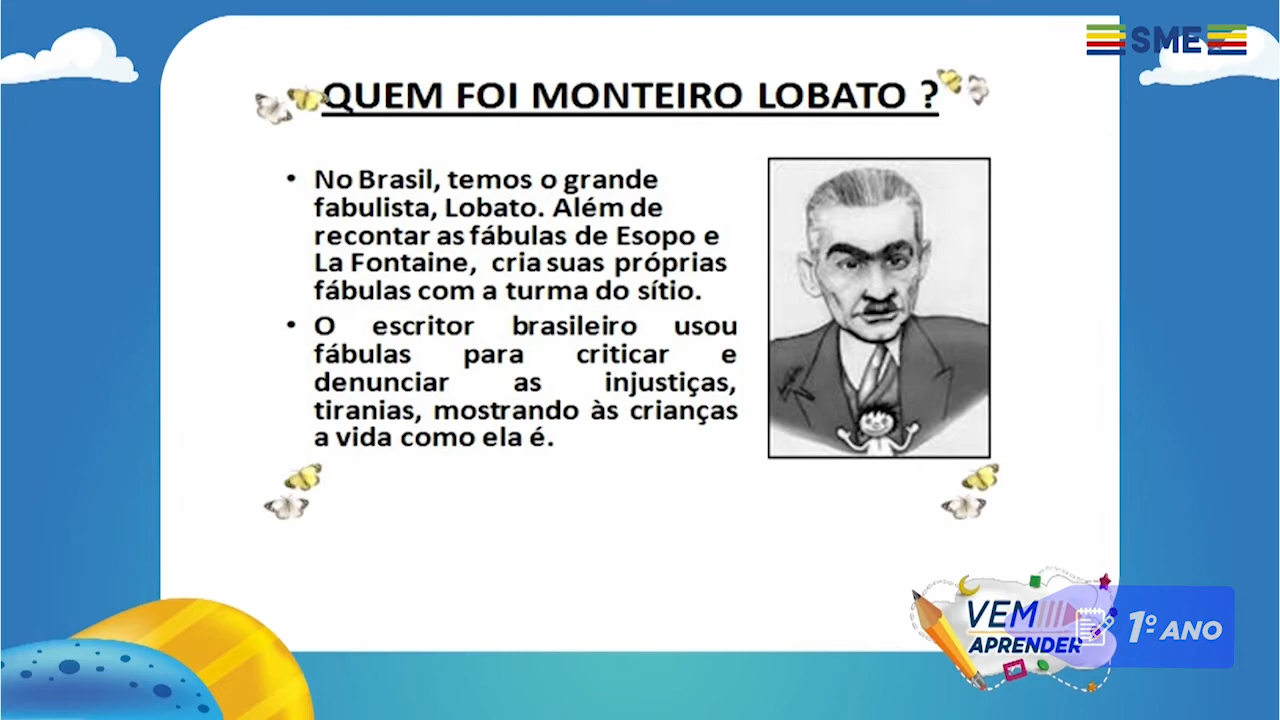 SME
QUEM FOI MONTEIRO LOBATO ?
• No Brasil, temos o grande
fabulista, Lobato. Além de
recontar as fábulas de Esopo e
La Fontaine, cria suas próprias
fábulas com a turma do sítio.
• O escritor brasileiro usou
fábulas para criticar e
denunciar as injustiças,
tiranias, mostrando às crianças
a vida como ela é.
VEM
APRENDER
1º ANO